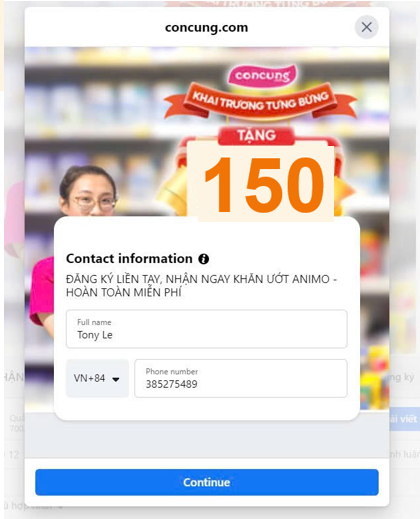 concung.com
concung
KHAI TRƯƠNG TƯNG BỪNG
TẶNG
150
Contact information
ĐĂNG KÝ LIỀN TAY, NHẬN NGAY KHĂN ƯỚT ANIMO -
HOÀN TOÀN MIỄN PHÍ
Full name
Tony Le
VN+84
Phone number
385275489
Continue